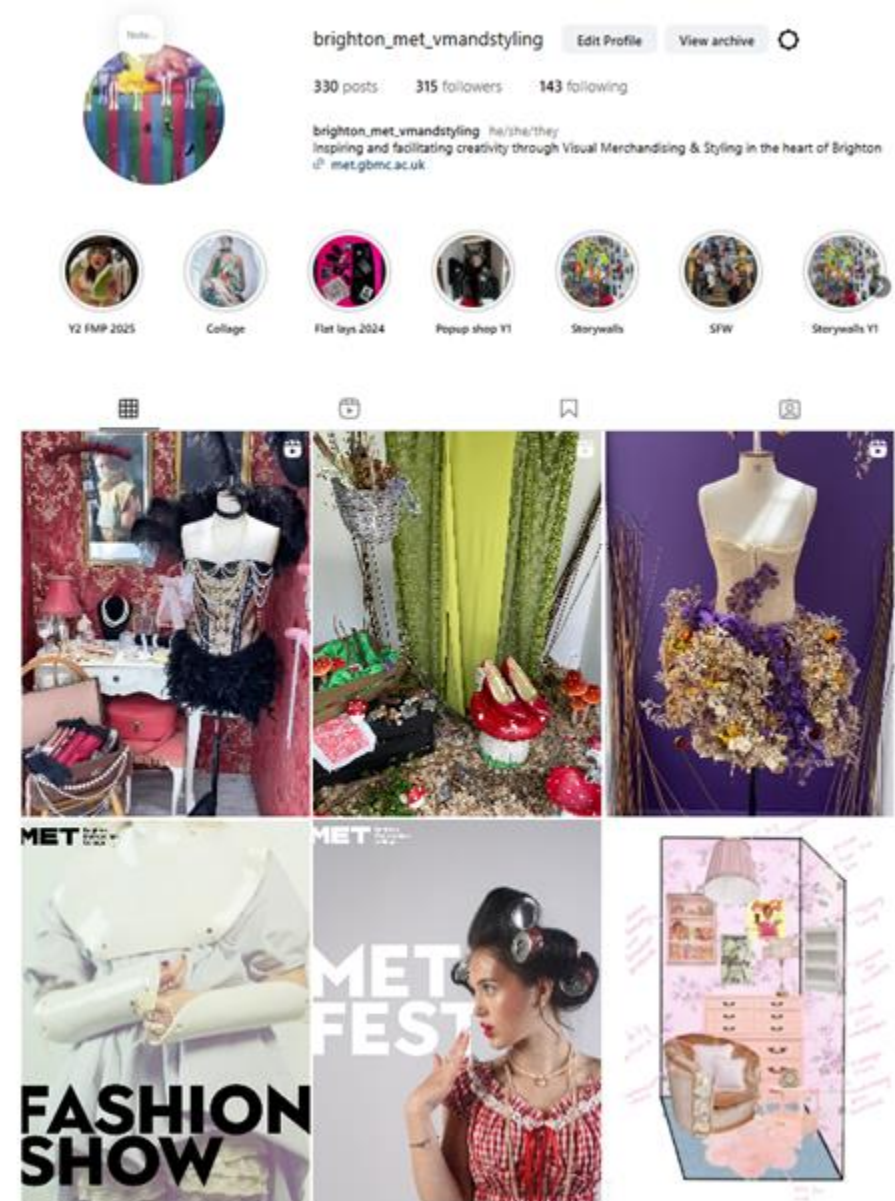 Note...
brighton_met_vmandstyling Edit Profile View archive
330 posts 315 followers 143 following
brighton_met_vmandstyling he/she/they
Inspiring and facilitating creativity through Visual Merchandising & Styling in the heart of Brighton
met.gbmc.ac.uk
Y2 FMP 2025 Collage Flat lays 2024 Popup shop Y1 Storywalls SFW Storywalls Y1
MET
MET
MET
FEST
FASHION
SHOW